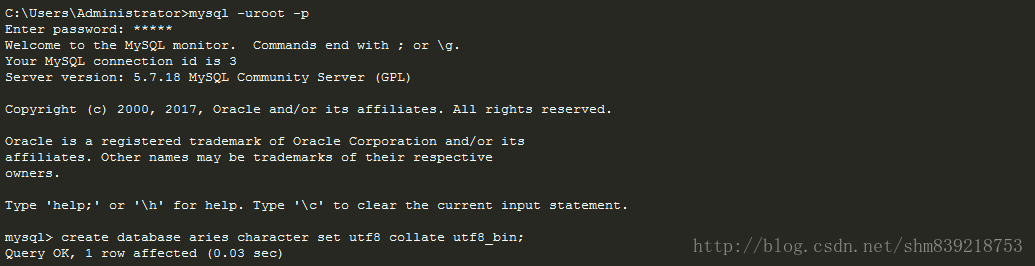 C:\Users\Administrator>mysql -uroot -p
Enter password: *****
Welcome to the MySQL monitor.  Commands end with ; or \g.
Your MySQL connection id is 3
Server version: 5.7.18 MySQL Community Server (GPL)
Copyright (c) 2000, 2017, Oracle and/or its affiliates. All rights reserved.
Oracle is a registered trademark of Oracle Corporation and/or its
affiliates. Other names may be trademarks of their respective
owners.
Type 'help;' or '\h' for help. Type '\c' to clear the current input statement.
mysql> create database aries character set utf8 collate utf8_bin;
Query OK, 1 row affected (0.03 sec)
http://blog.csdn.net/shm839218753